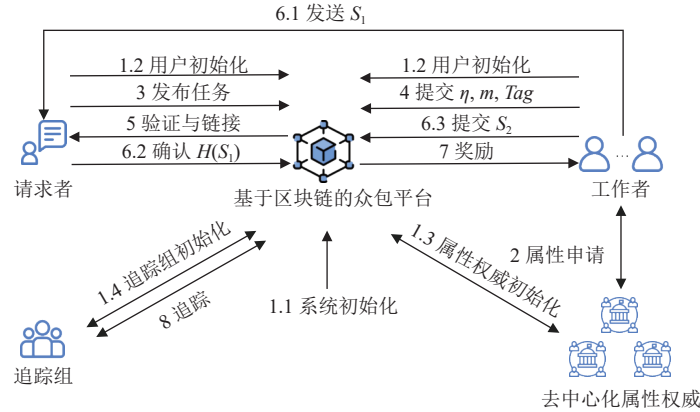 6.1 发送 S₁
1.2 用户初始化
1.2 用户初始化
3 发布任务
4 提交 η, m, Tag
5 验证与链接
6.3 提交 S₂
6.2 确认 H(S₁)
7 奖励
...
请求者
基于区块链的众包平台
工作者
1.4 追踪组初始化
8 追踪
1.1 系统初始化
1.3 属性权威初始化
2 属性申请
追踪组
去中心化属性权威